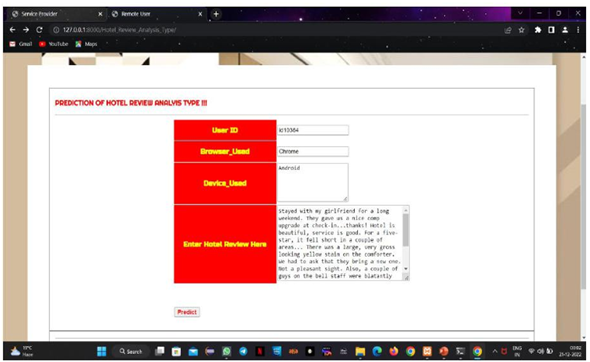 Service Provider
Remote User
127.0.0.1:8000/Hotel_Review_Analysis_Type/
Gmail YouTube Maps
PREDICTION OF HOTEL REVIEW ANALYIS TYPE !!!
User ID
id10364
Browser_Used
Chrome
Device_Used
Android
Enter Hotel Review Here
Stayed with my girlfriend for a long
weekend. they gave us a nice comp
upgrade at check-in...thanks! Hotel is
beautiful, service is good. For a five-
star, it fell short in a couple of
areas... There was a large, very gross
looking yellow stain on the comforter.
we had to ask that they bring a new one.
Not a pleasant sight. Also, a couple of
guys on the bell staff were blatantly
Predict
Haze
Search
ENG
IN
21-12-2022